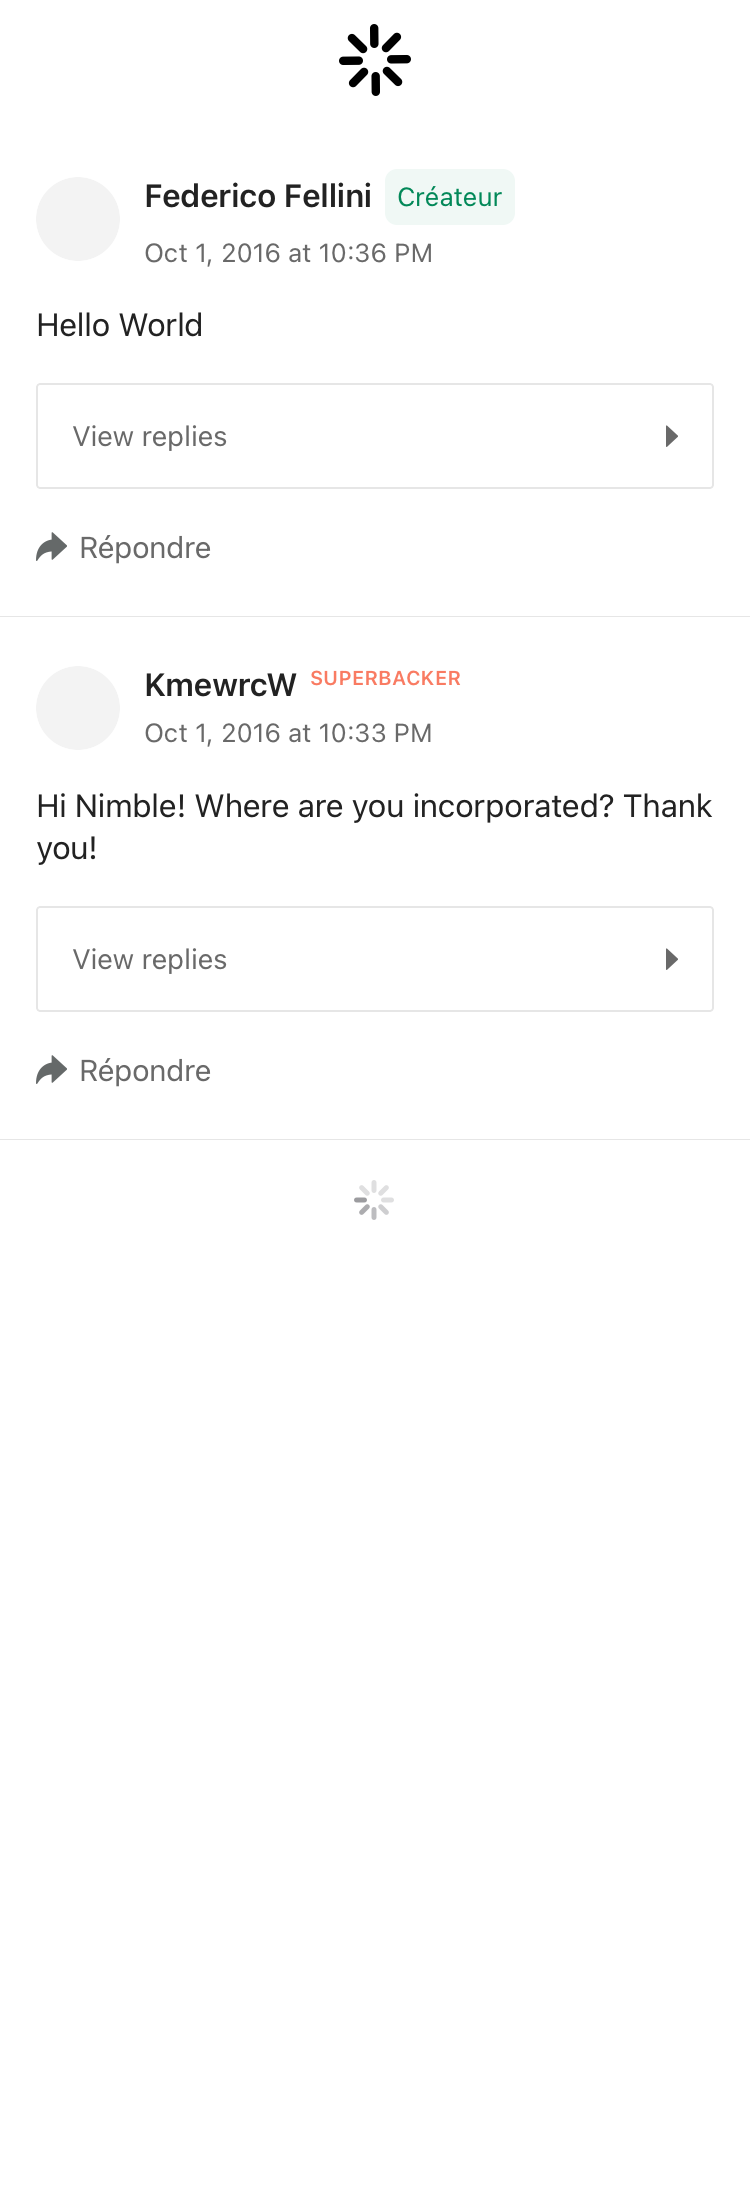 Federico Fellini Créateur
Oct 1, 2016 at 10:36 PM
Hello World
View replies
Répondre
KmewrcW SUPERBACKER
Oct 1, 2016 at 10:33 PM
Hi Nimble! Where are you incorporated? Thank
you!
View replies
Répondre